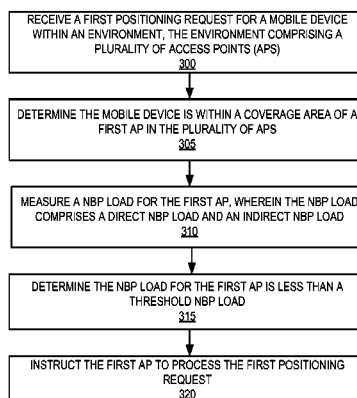 RECEIVE A FIRST POSITIONING REQUEST FOR A MOBILE DEVICE
WITHIN AN ENVIRONMENT, THE ENVIRONMENT COMPRISING A
PLURALITY OF ACCESS POINTS (APS)
300
DETERMINE THE MOBILE DEVICE IS WITHIN A COVERAGE AREA OF A
FIRST AP IN THE PLURALITY OF APS
305
MEASURE A NBP LOAD FOR THE FIRST AP, WHEREIN THE NBP LOAD
COMPRISES A DIRECT NBP LOAD AND AN INDIRECT NBP LOAD
310
DETERMINE THE NBP LOAD FOR THE FIRST AP IS LESS THAN A
THRESHOLD NBP LOAD
315
INSTRUCT THE FIRST AP TO PROCESS THE FIRST POSITIONING
REQUEST
320